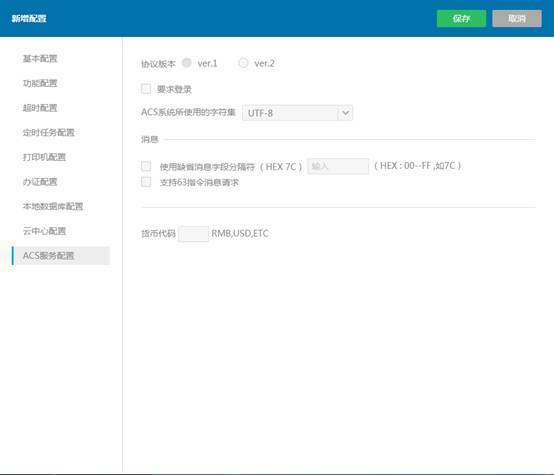 新增配置
保存
取消
基本配置
功能配置
超时配置
定时任务配置
打印机配置
办证配置
本地数据库配置
云中心配置
ACS服务配置
协议版本 ver.1 ver.2
要求登录
ACS系统所使用的字符集 UTF-8
消息
使用缺省消息字段分隔符（HEX 7C） 输入 （HEX : 00--FF ,如7C）
支持63指令消息请求
货币代码 RMB,USD,ETC